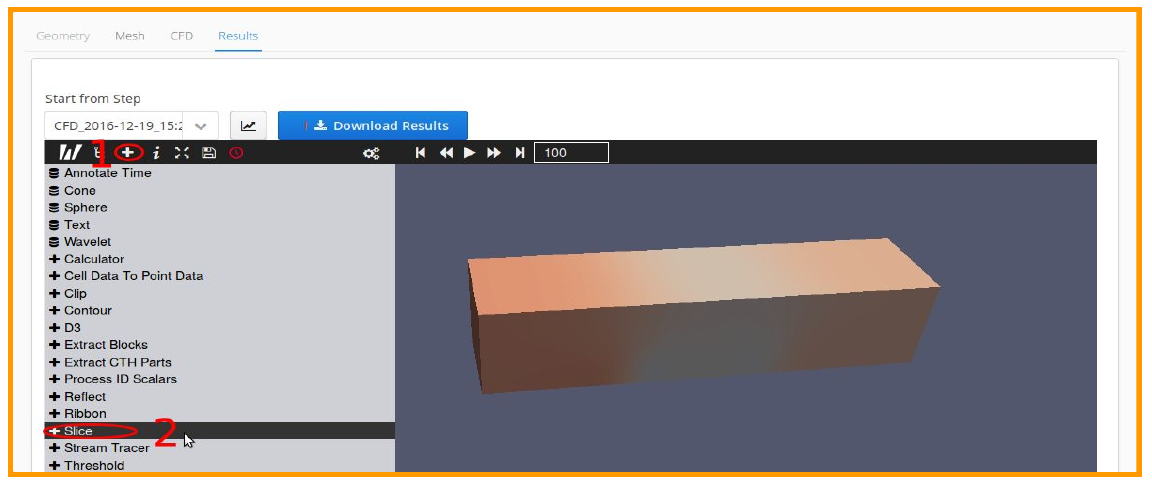 Geometry Mesh CFD Results
Start from Step
CFD_2016-12-19_15:2 Download Results
1 100
Annotate Time
Cone
Sphere
Text
Wavelet
Calculator
Cell Data To Point Data
Clip
Contour
D3
Extract Blocks
Extract CTH Parts
Process ID Scalars
Reflect
Ribbon
Slice 2
Stream Tracer
Threshold